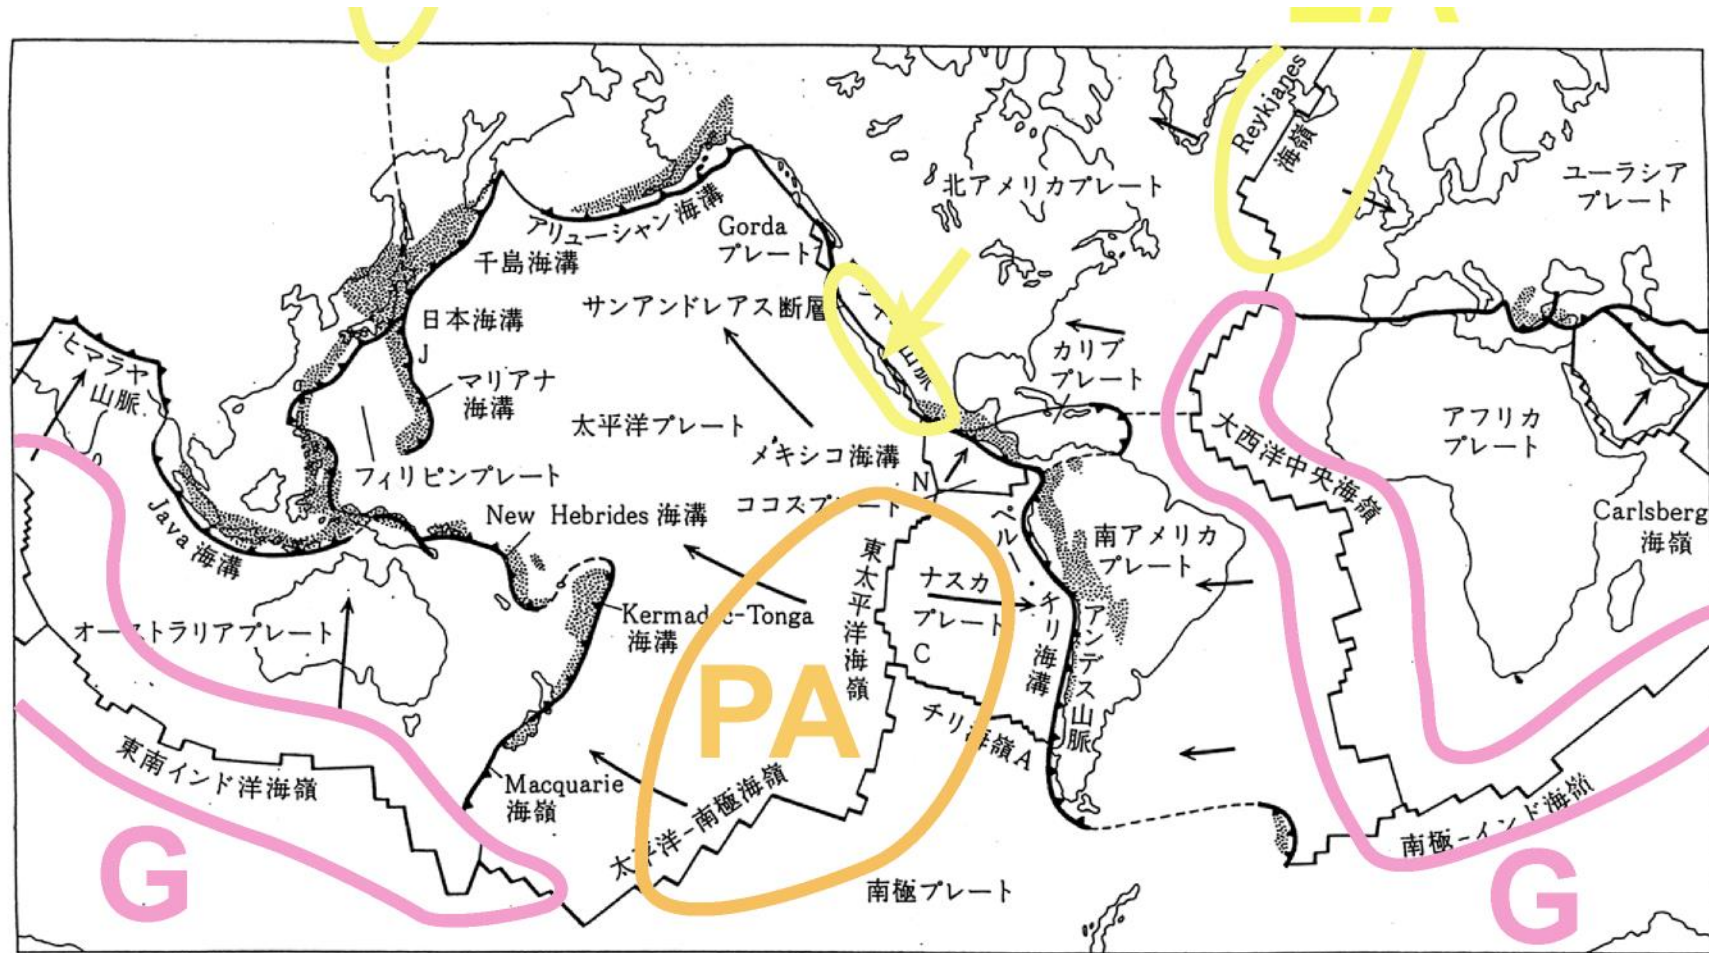 Reykjanes
海嶺
ユーラシア
プレート
北アメリカプレート
アリューシャン海溝
Gorda
プレート
千島海溝
サンアンドレアス断層
日本海溝
J
ヒマラヤ
山脈
マリアナ
海溝
山脈
カリブ
プレート
太平洋プレート
アフリカ
プレート
大西洋中央海嶺
メキシコ海溝
フィリピンプレート
N
New Hebrides 海溝
Java 海溝
ペルー・チリ海溝
南アメリカ
プレート
Carlsberg
海嶺
東太平洋海嶺
ナスカ
プレート
C
Kermadec-Tonga
海溝
オーストラリアプレート
アンデス山脈
PA
チリ海嶺A
東南インド洋海嶺
Macquarie
海嶺
太平洋-南極海嶺
南極-インド海嶺
G
南極プレート
G